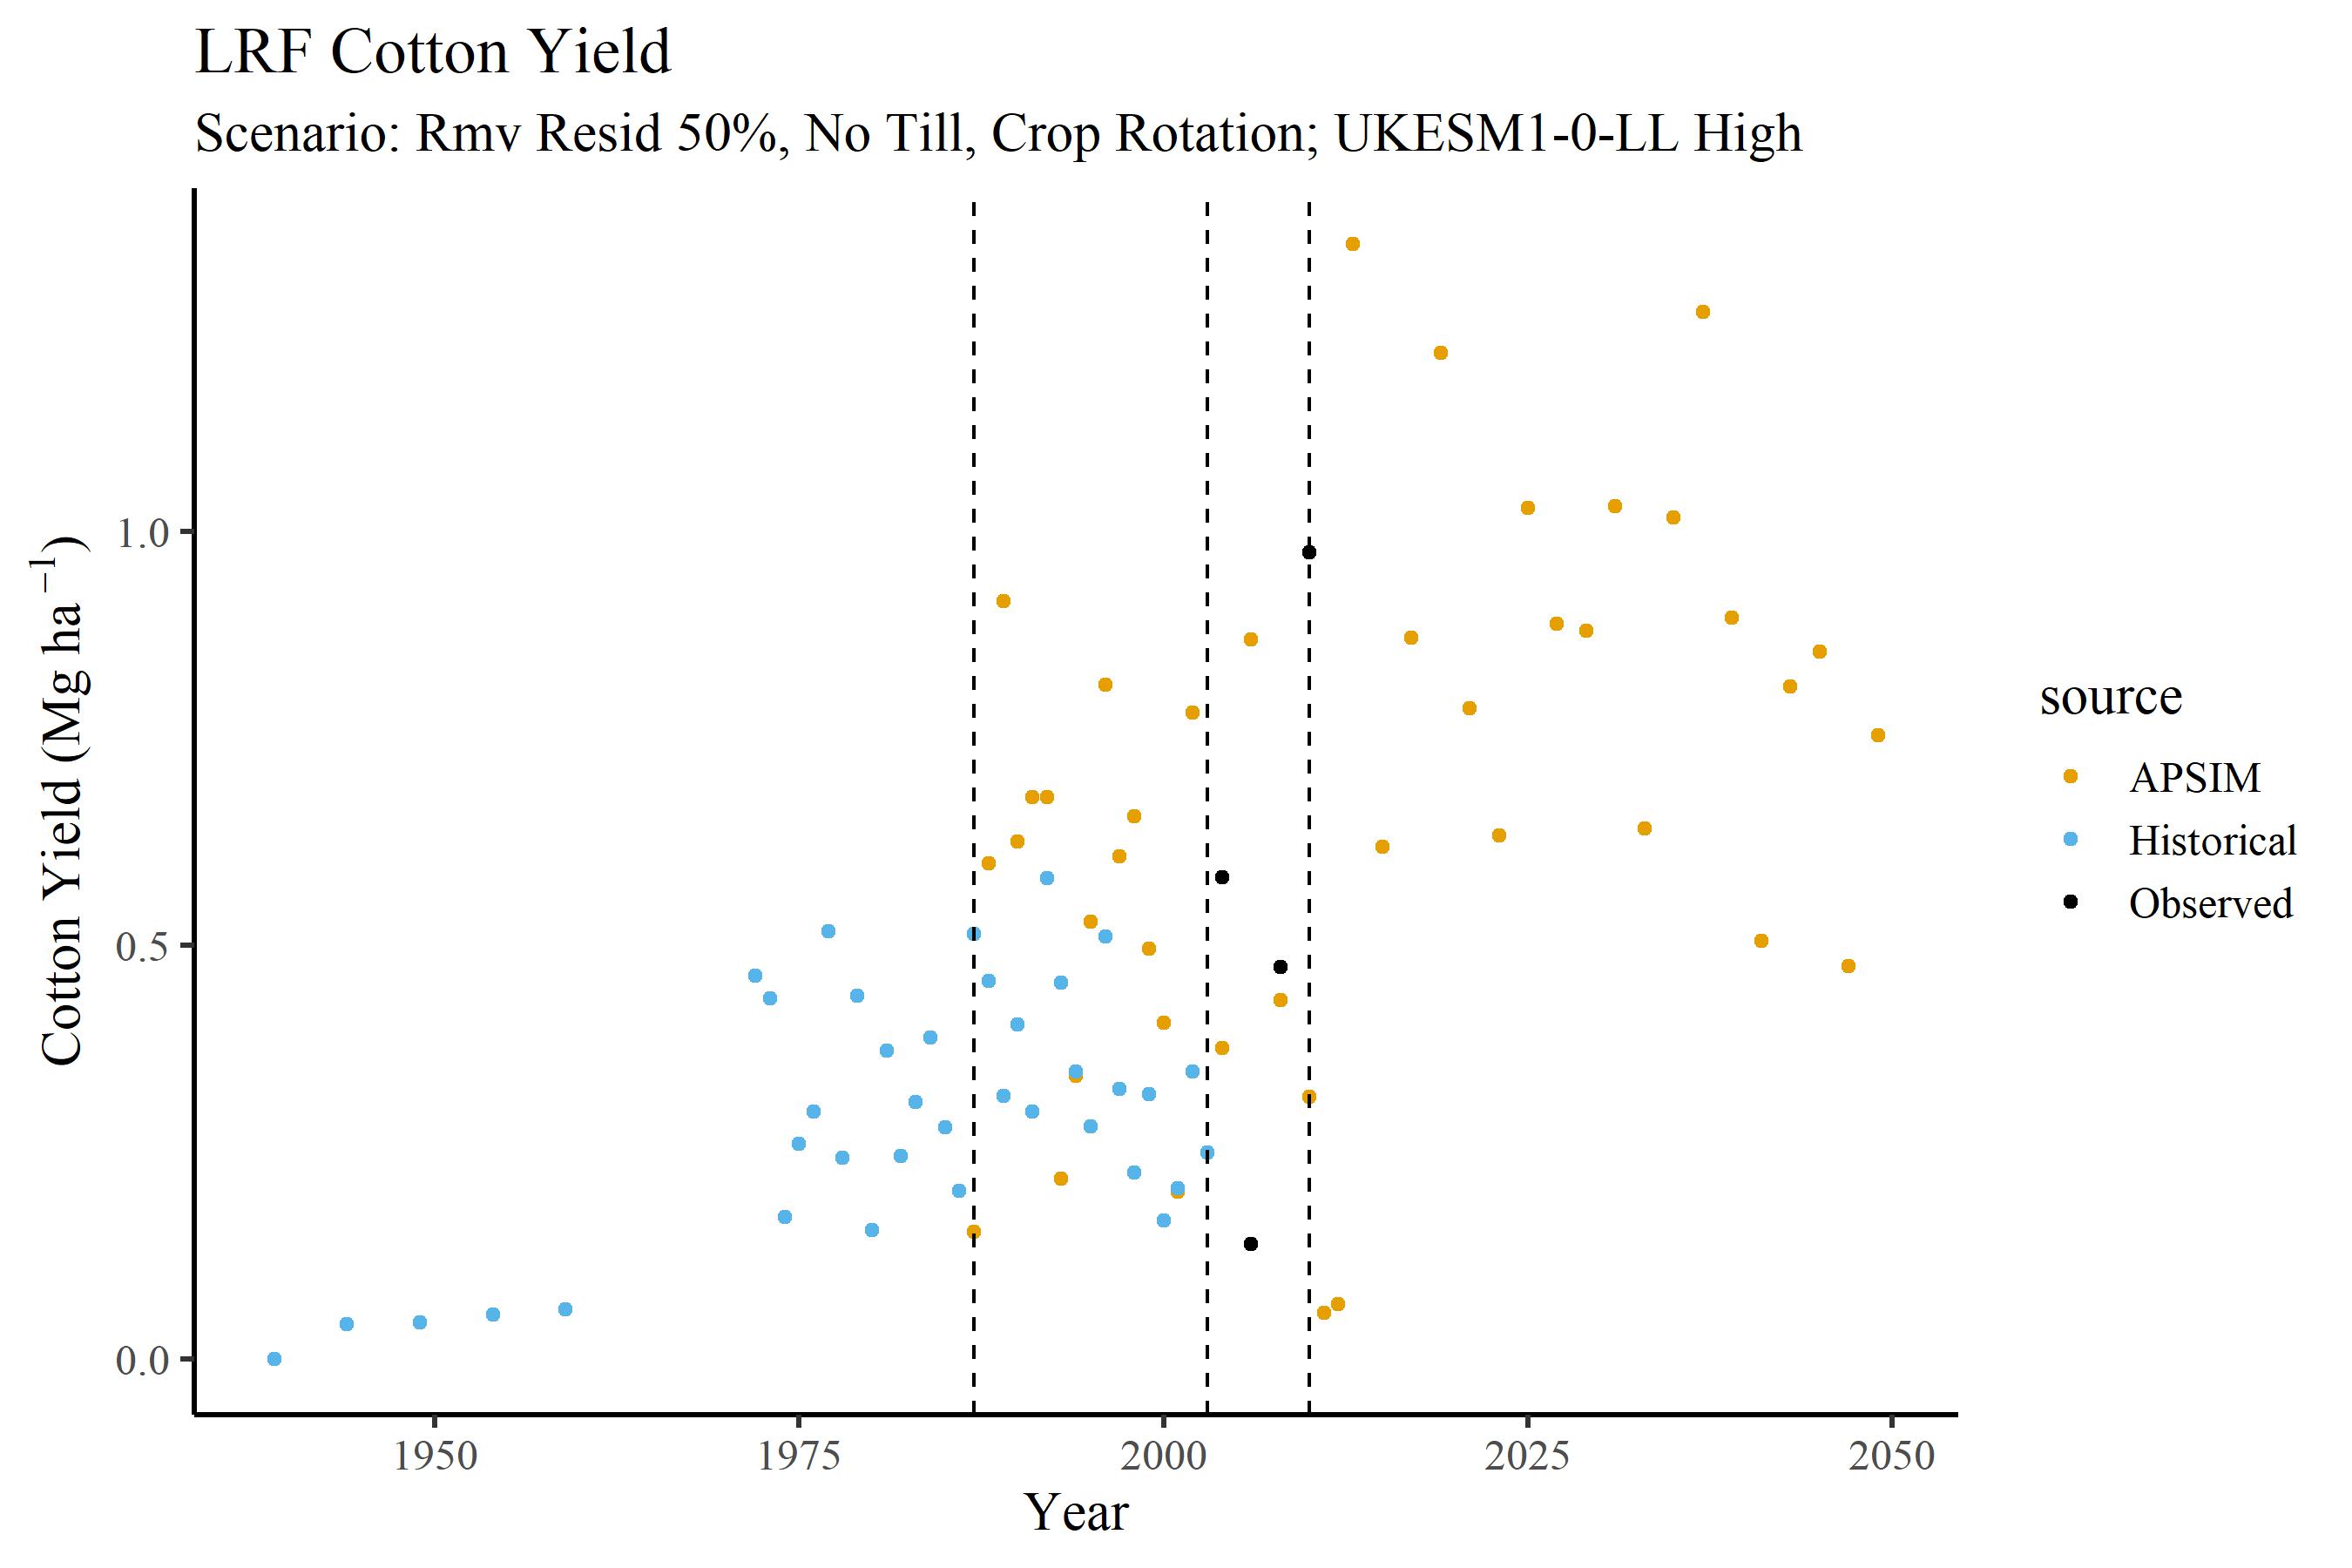 LRF Cotton Yield
Scenario: Rmv Resid 50%, No Till, Crop Rotation; UKESM1-0-LL High
Cotton Yield (Mg ha⁻¹)
1.0
0.5
0.0
1950 1975 2000 2025 2050
Year
source
APSIM
Historical
Observed